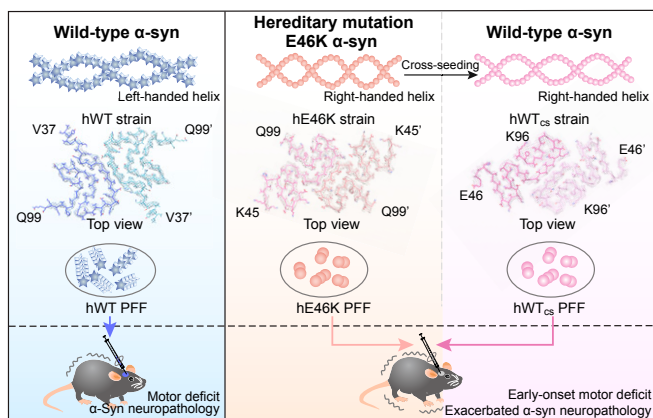 Wild-type α-syn
Left-handed helix
hWT strain
V37
Q99’
Q99
V37’
Top view
hWT PFF
Motor deficit
α-Syn neuropathology
Hereditary mutation
E46K α-syn
Cross-seeding
Right-handed helix
hE46K strain
Q99
K45’
K45
Q99’
Top view
hE46K PFF
Wild-type α-syn
Right-handed helix
hWTcs strain
K96
E46’
E46
K96’
Top view
hWTcs PFF
Early-onset motor deficit
Exacerbated α-syn neuropathology